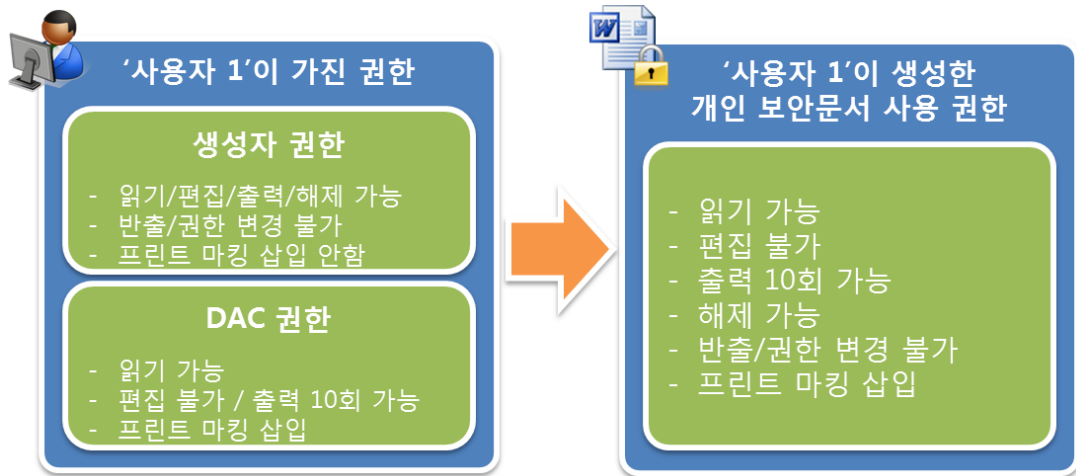 ‘사용자 1’이 가진 권한
생성자 권한
- 읽기/편집/출력/해제 가능
- 반출/권한 변경 불가
- 프린트 마킹 삽입 안함
DAC 권한
- 읽기 가능
- 편집 불가 / 출력 10회 가능
- 프린트 마킹 삽입
W
‘사용자 1’이 생성한
개인 보안문서 사용 권한
- 읽기 가능
- 편집 불가
- 출력 10회 가능
- 해제 가능
- 반출/권한 변경 불가
- 프린트 마킹 삽입